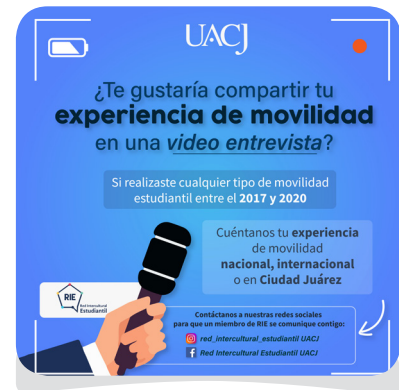 UACJ
¿Te gustaría compartir tu
experiencia de movilidad
en una video entrevista?
Si realizaste cualquier tipo de movilidad
estudiantil entre el 2017 y 2020
Cuéntanos tu experiencia
de movilidad
nacional, internacional
o en Ciudad Juárez
RIE
Red Intercultural
Estudiantil
Contáctanos a nuestras redes sociales
para que un miembro de RIE se comunique contigo:
red_intercultural_estudiantil UACJ
Red Intercultural Estudiantil UACJ